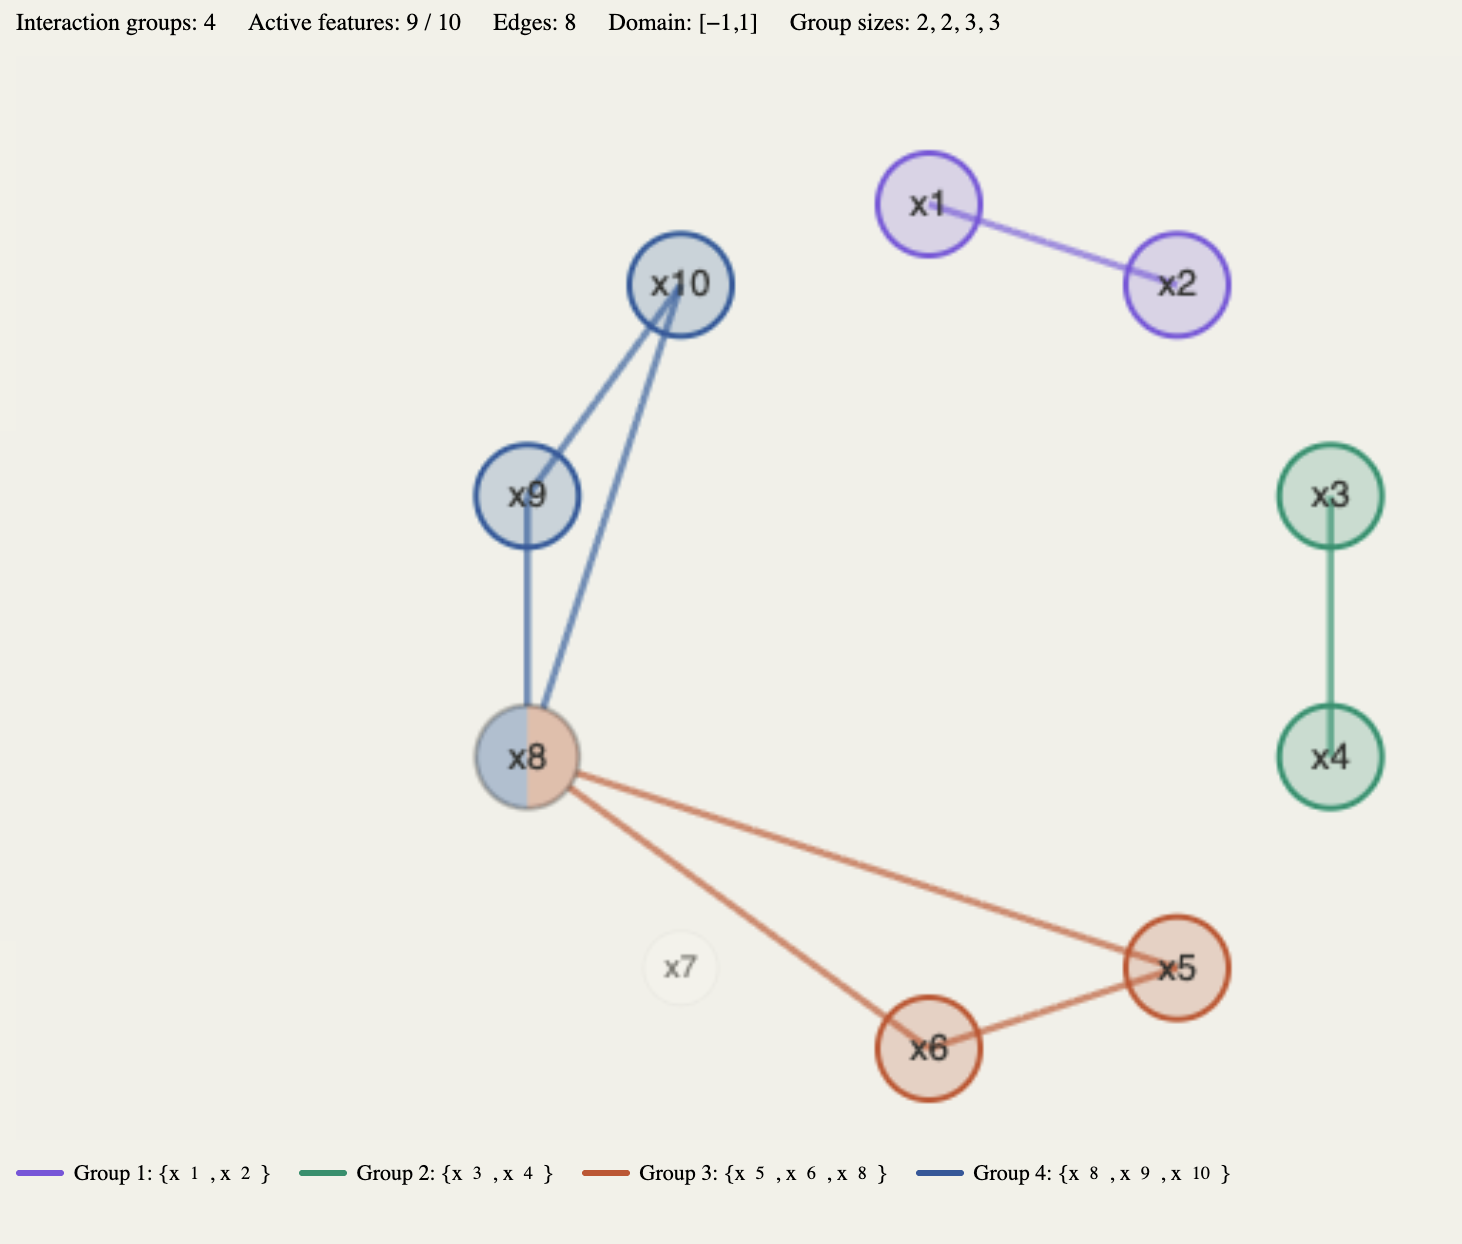 Interaction groups: 4 Active features: 9 / 10 Edges: 8 Domain: [−1,1] Group sizes: 2, 2, 3, 3
x1
x10
x2
x9
x3
x8
x4
x7
x5
x6
Group 1: {x 1 , x 2 } Group 2: {x 3 , x 4 } Group 3: {x 5 , x 6 , x 8 } Group 4: {x 8 , x 9 , x 10 }